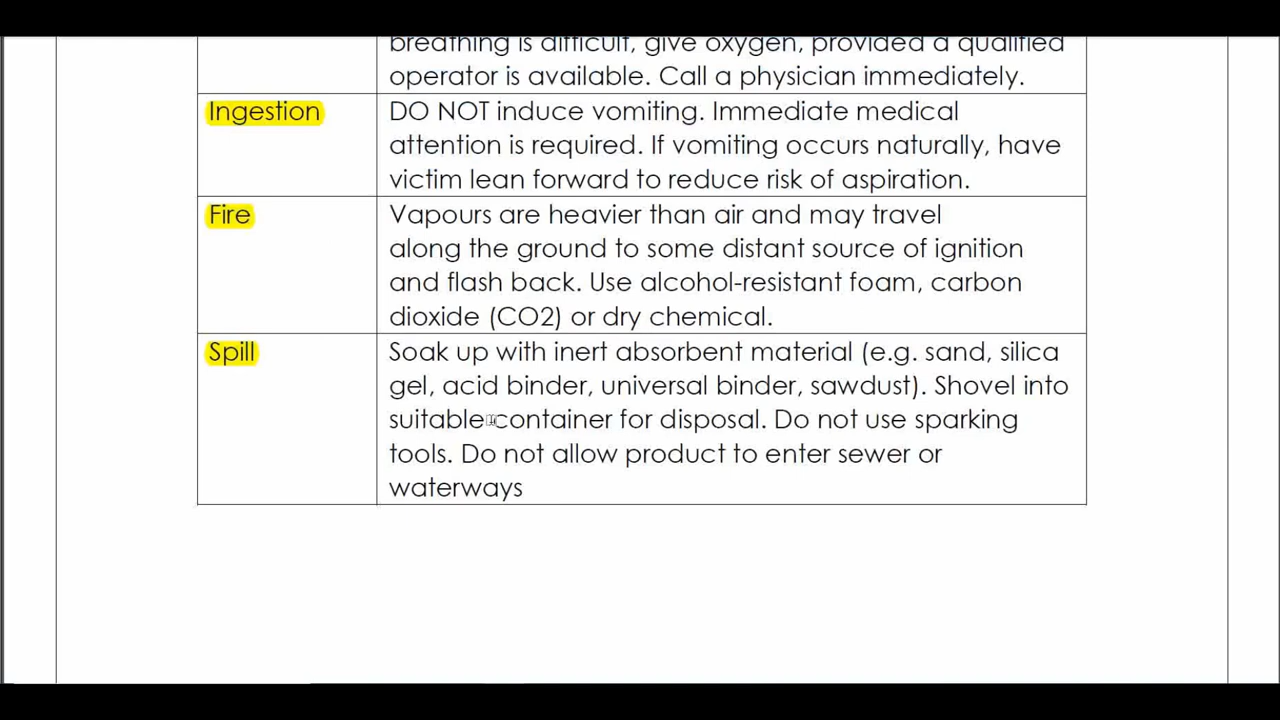 breathing is difficult, give oxygen, provided a qualified
operator is available. Call a physician immediately.
Ingestion
DO NOT induce vomiting. Immediate medical
attention is required. If vomiting occurs naturally, have
victim lean forward to reduce risk of aspiration.
Fire
Vapours are heavier than air and may travel
along the ground to some distant source of ignition
and flash back. Use alcohol-resistant foam, carbon
dioxide (CO2) or dry chemical.
Spill
Soak up with inert absorbent material (e.g. sand, silica
gel, acid binder, universal binder, sawdust). Shovel into
suitable container for disposal. Do not use sparking
tools. Do not allow product to enter sewer or
waterways